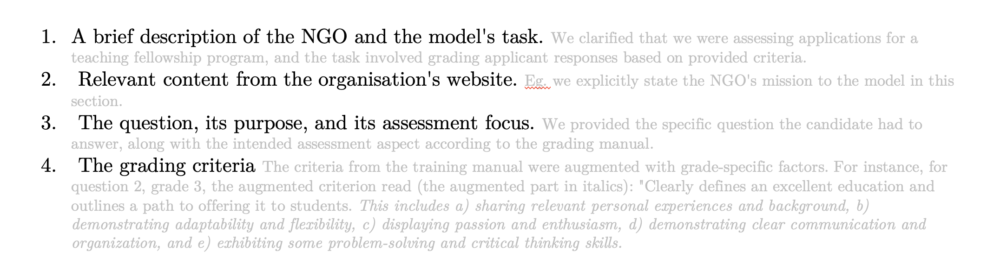 1. A brief description of the NGO and the model's task. We clarified that we were assessing applications for a
teaching fellowship program, and the task involved grading applicant responses based on provided criteria.
2. Relevant content from the organisation's website. Eg. we explicitly state the NGO's mission to the model in this
section.
3. The question, its purpose, and its assessment focus. We provided the specific question the candidate had to
answer, along with the intended assessment aspect according to the grading manual.
4. The grading criteria The criteria from the training manual were augmented with grade-specific factors. For instance, for
question 2, grade 3, the augmented criterion read (the augmented part in italics): "Clearly defines an excellent education and
outlines a path to offering it to students. This includes a) sharing relevant personal experiences and background, b)
demonstrating adaptability and flexibility, c) displaying passion and enthusiasm, d) demonstrating clear communication and
organization, and e) exhibiting some problem-solving and critical thinking skills.